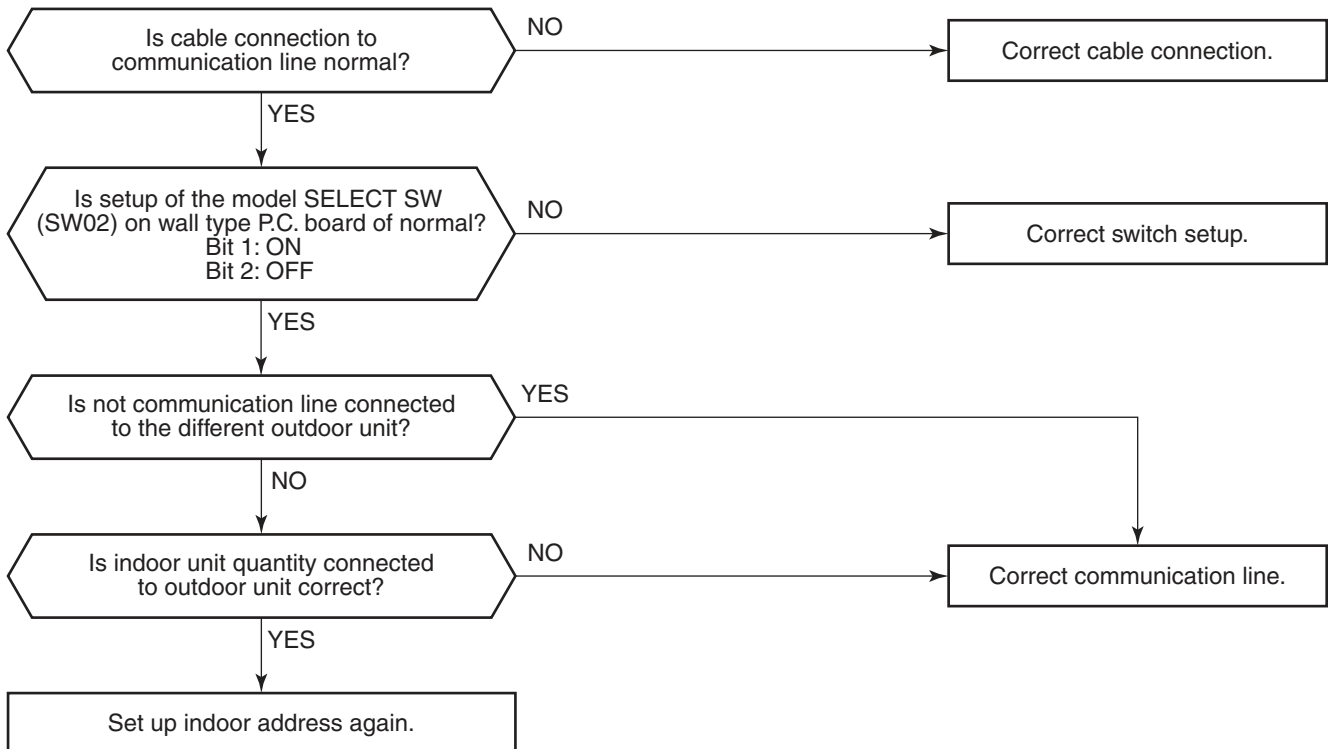 Is cable connection to
communication line normal?
NO
Correct cable connection.
YES
Is setup of the model SELECT SW
(SW02) on wall type P.C. board of normal?
Bit 1: ON
Bit 2: OFF
NO
Correct switch setup.
YES
Is not communication line connected
to the different outdoor unit?
YES
NO
Is indoor unit quantity connected
to outdoor unit correct?
NO
Correct communication line.
YES
Set up indoor address again.